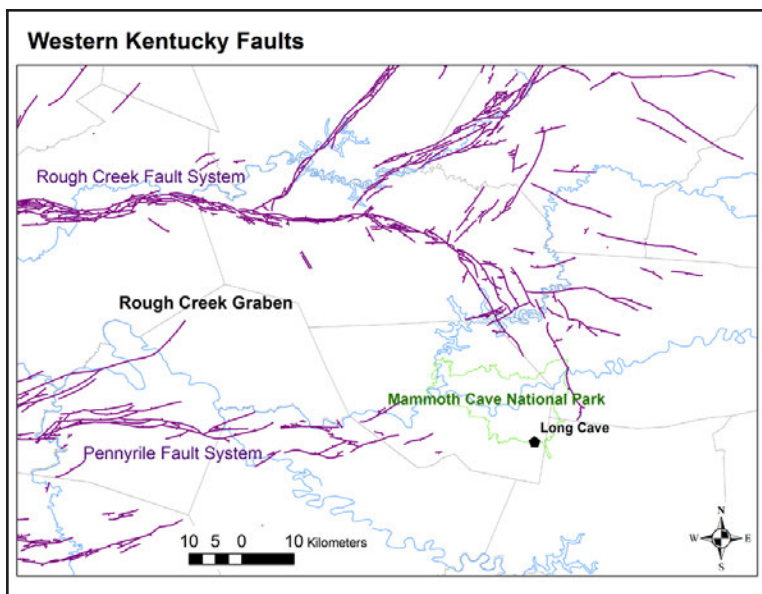 Western Kentucky Faults
Rough Creek Fault System
Rough Creek Graben
Mammoth Cave National Park
Long Cave
Pennyrile Fault System
10 5 0 10 Kilometers
N
W E
S